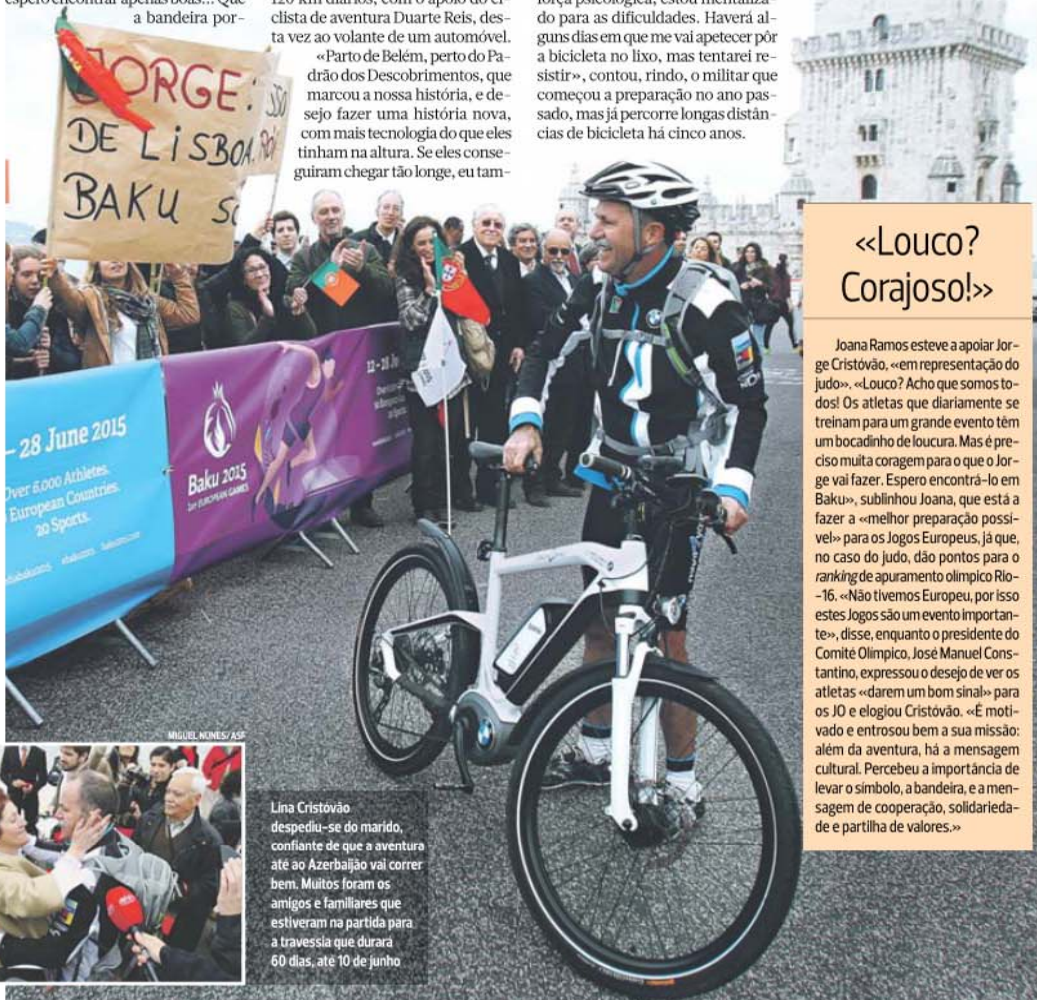 espero encontrar apenas boas... Que
a bandeira por-
120 km diários, com o apoio do ci-
clista de aventura Duarte Reis, des-
ta vez ao volante de um automóvel.
«Parto de Belém, perto do Pa-
drão dos Descobrimentos, que
marcou a nossa história, e de-
sejo fazer uma história nova,
com mais tecnologia do que eles
tinham na altura. Se eles conse-
guiram chegar tão longe, eu tam-
força psicológica, estou mentaliza-
do para as dificuldades. Haverá al-
guns dias em que me vai apetecer pôr
a bicicleta no lixo, mas tentarei re-
sistir», contou, rindo, o militar que
começou a preparação no ano pas-
sado, mas já percorre longas distân-
cias de bicicleta há cinco anos.
JORGE:
DE LISBOA
BAKU
- 28 June 2015
Over 6,000 Athletes.
European Countries.
20 Sports.
Baku 2015
1st EUROPEAN GAMES
12-28 Ju
«Louco?
Corajoso!»
Joana Ramos esteve a apoiar Jor-
ge Cristóvão, «em representação do
judo». «Louco? Acho que somos to-
dos! Os atletas que diariamente se
treinam para um grande evento têm
um bocadinho de loucura. Mas é pre-
ciso muita coragem para o que o Jor-
ge vai fazer. Espero encontrá-lo em
Baku», sublinhou Joana, que está a
fazer a «melhor preparação possí-
vel» para os Jogos Europeus, já que,
no caso do judo, dão pontos para o
ranking de apuramento olímpico Rio-
-16. «Não tivemos Europeu, por isso
estes Jogos são um evento importan-
te», disse, enquanto o presidente do
Comité Olímpico, José Manuel Cons-
tantino, expressou o desejo de ver os
atletas «darem um bom sinal» para
os JO e elogiou Cristóvão. «É moti-
vado e entrosou bem a sua missão:
além da aventura, há a mensagem
cultural. Percebeu a importância de
levar o símbolo, a bandeira, e a men-
sagem de cooperação, solidarieda-
de e partilha de valores.»
MIGUEL NUNES/ASF
Lina Cristóvão
despediu-se do marido,
confiante de que a aventura
até ao Azerbaijão vai correr
bem. Muitos foram os
amigos e familiares que
estiveram na partida para
a travessia que durará
60 dias, até 10 de junho